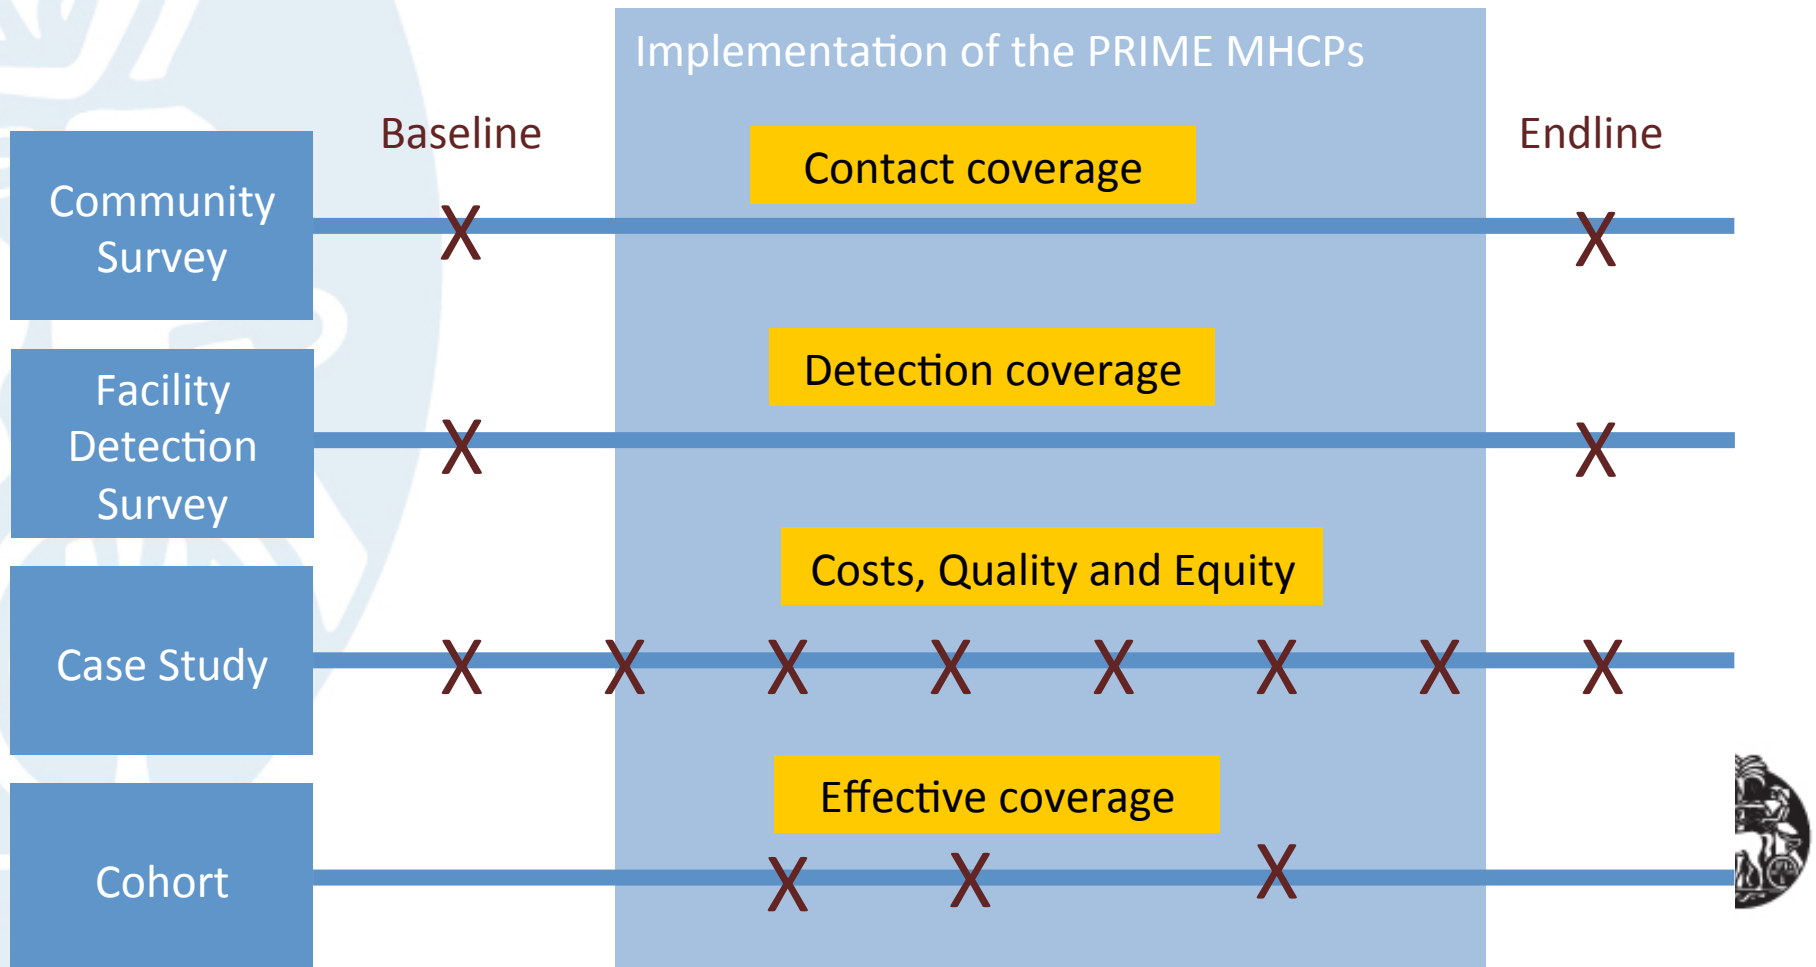 Implementation of the PRIME MHCPs
Baseline
Endline
Community
Survey
Contact coverage
X
X
Facility
Detection
Survey
Detection coverage
X
X
Case Study
Costs, Quality and Equity
X X X X X X X X
Cohort
Effective coverage
X X X